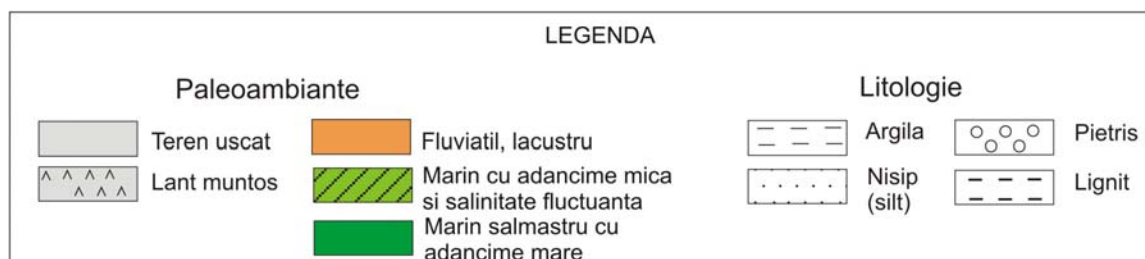 LEGENDA
Paleoambiante
Teren uscat
Lant muntos
Fluviatil, lacustru
Marin cu adancime mica
si salinitate fluctuanta
Marin salmastru cu
adancime mare
Litologie
Argila
Nisip
(silt)
Pietris
Lignit